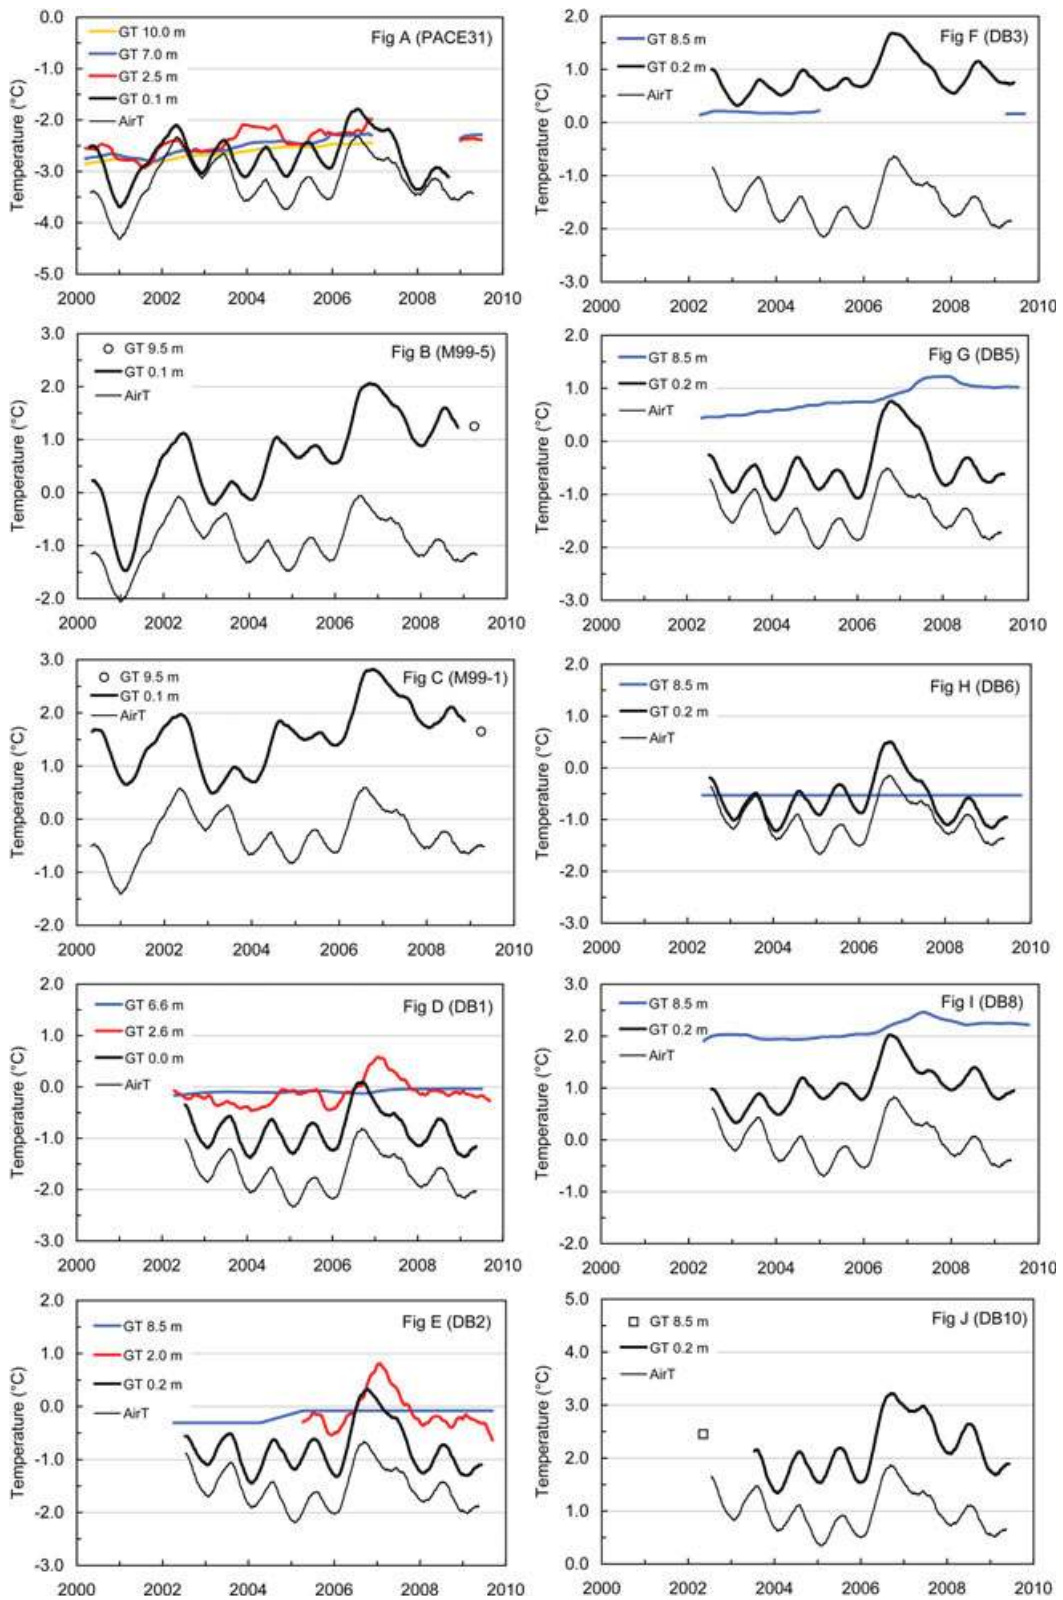 Fig A (PACE31)
GT 10.0 m
GT 7.0 m
GT 2.5 m
GT 0.1 m
AirT
Temperature (°C)
0.0
-1.0
-2.0
-3.0
-4.0
-5.0
2000 2002 2004 2006 2008 2010
Fig B (M99-5)
GT 9.5 m
GT 0.1 m
AirT
Temperature (°C)
3.0
2.0
1.0
0.0
-1.0
-2.0
2000 2002 2004 2006 2008 2010
Fig C (M99-1)
GT 9.5 m
GT 0.1 m
AirT
Temperature (°C)
3.0
2.0
1.0
0.0
-1.0
-2.0
2000 2002 2004 2006 2008 2010
Fig D (DB1)
GT 6.6 m
GT 2.6 m
GT 0.0 m
AirT
Temperature (°C)
2.0
1.0
0.0
-1.0
-2.0
-3.0
2000 2002 2004 2006 2008 2010
Fig E (DB2)
GT 8.5 m
GT 2.0 m
GT 0.2 m
AirT
Temperature (°C)
2.0
1.0
0.0
-1.0
-2.0
-3.0
2000 2002 2004 2006 2008 2010
Fig F (DB3)
GT 8.5 m
GT 0.2 m
AirT
Temperature (°C)
2.0
1.0
0.0
-1.0
-2.0
-3.0
2000 2002 2004 2006 2008 2010
Fig G (DB5)
GT 8.5 m
GT 0.2 m
AirT
Temperature (°C)
2.0
1.0
0.0
-1.0
-2.0
-3.0
2000 2002 2004 2006 2008 2010
Fig H (DB6)
GT 8.5 m
GT 0.2 m
AirT
Temperature (°C)
2.0
1.0
0.0
-1.0
-2.0
-3.0
2000 2002 2004 2006 2008 2010
Fig I (DB8)
GT 8.5 m
GT 0.2 m
AirT
Temperature (°C)
3.0
2.0
1.0
0.0
-1.0
-2.0
2000 2002 2004 2006 2008 2010
Fig J (DB10)
GT 8.5 m
GT 0.2 m
AirT
Temperature (°C)
5.0
4.0
3.0
2.0
1.0
0.0
2000 2002 2004 2006 2008 2010